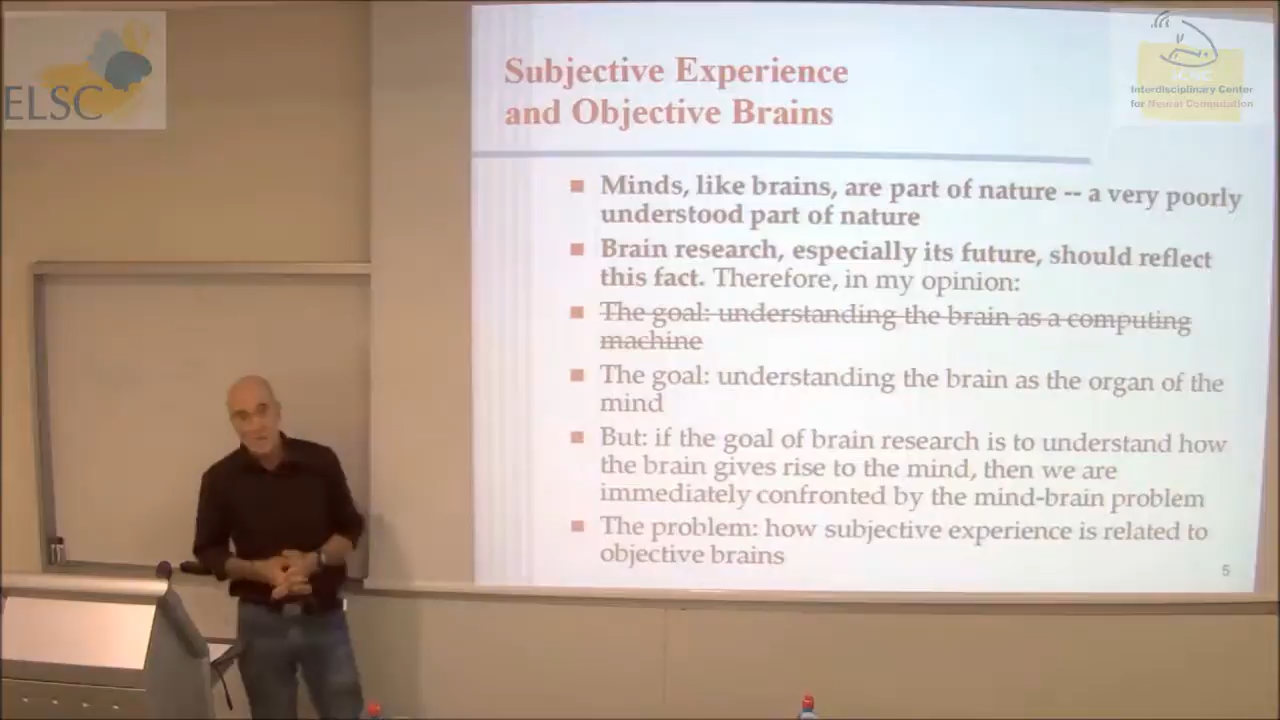 ELSC
Subjective Experience
and Objective Brains
Interdisciplinary Center
for Neural Computation
Minds, like brains, are part of nature -- a very poorly
understood part of nature
Brain research, especially its future, should reflect
this fact. Therefore, in my opinion:
The goal: understanding the brain as a computing
machine
The goal: understanding the brain as the organ of the
mind
But: if the goal of brain research is to understand how
the brain gives rise to the mind, then we are
immediately confronted by the mind-brain problem
The problem: how subjective experience is related to
objective brains
5